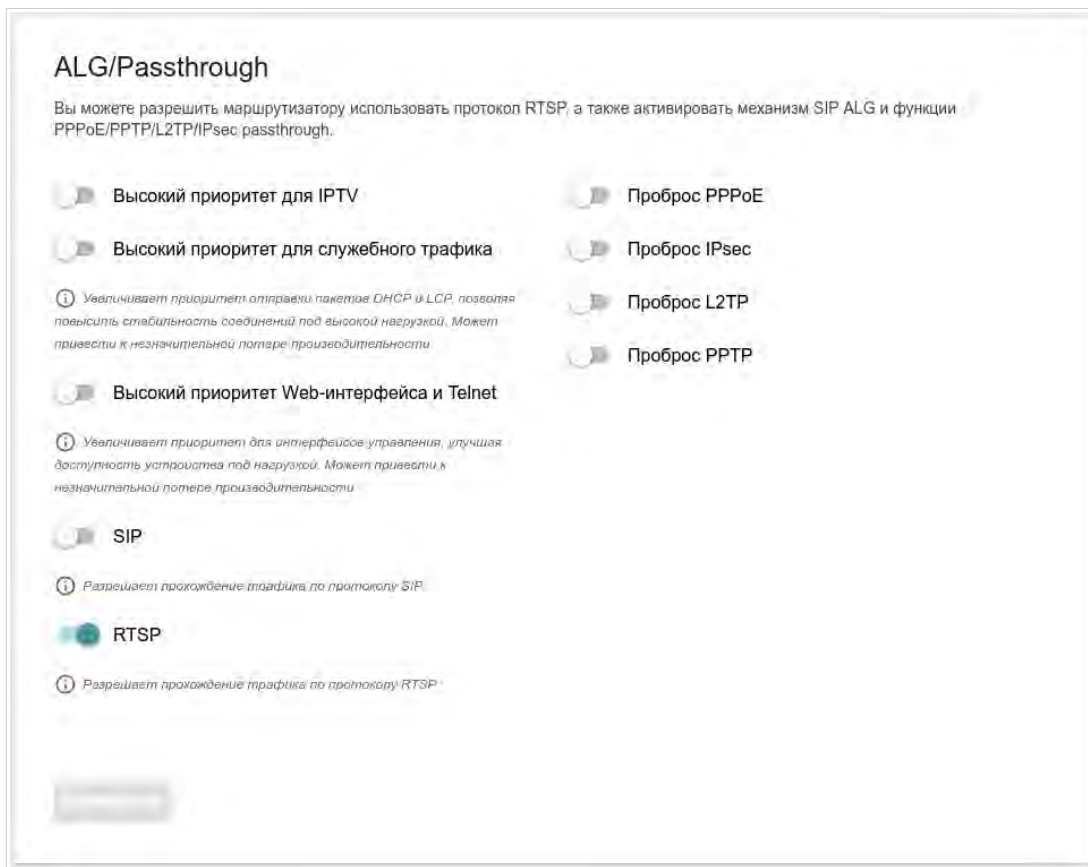 ALG/Passthrough
Вы можете разрешить маршрутизатору использовать протокол RTSP, а также активировать механизм SIP ALG и функции
PPPoE/PPTP/L2TP/IPsec passthrough.
Высокий приоритет для IPTV
Высокий приоритет для служебного трафика
Увеличивает приоритет отправки пакетов DHCP и LCP, позволяя
повысить стабильность соединений под высокой нагрузкой. Может
привести к незначительной потере производительности
Высокий приоритет Web-интерфейса и Telnet
Увеличивает приоритет для интерфейсов управления, улучшая
доступность устройства под нагрузкой. Может привести к
незначительной потере производительности
SIP
Разрешает прохождение трафика по протоколу SIP
RTSP
Разрешает прохождение трафика по протоколу RTSP
Проброс PPPoE
Проброс IPsec
Проброс L2TP
Проброс PPTP